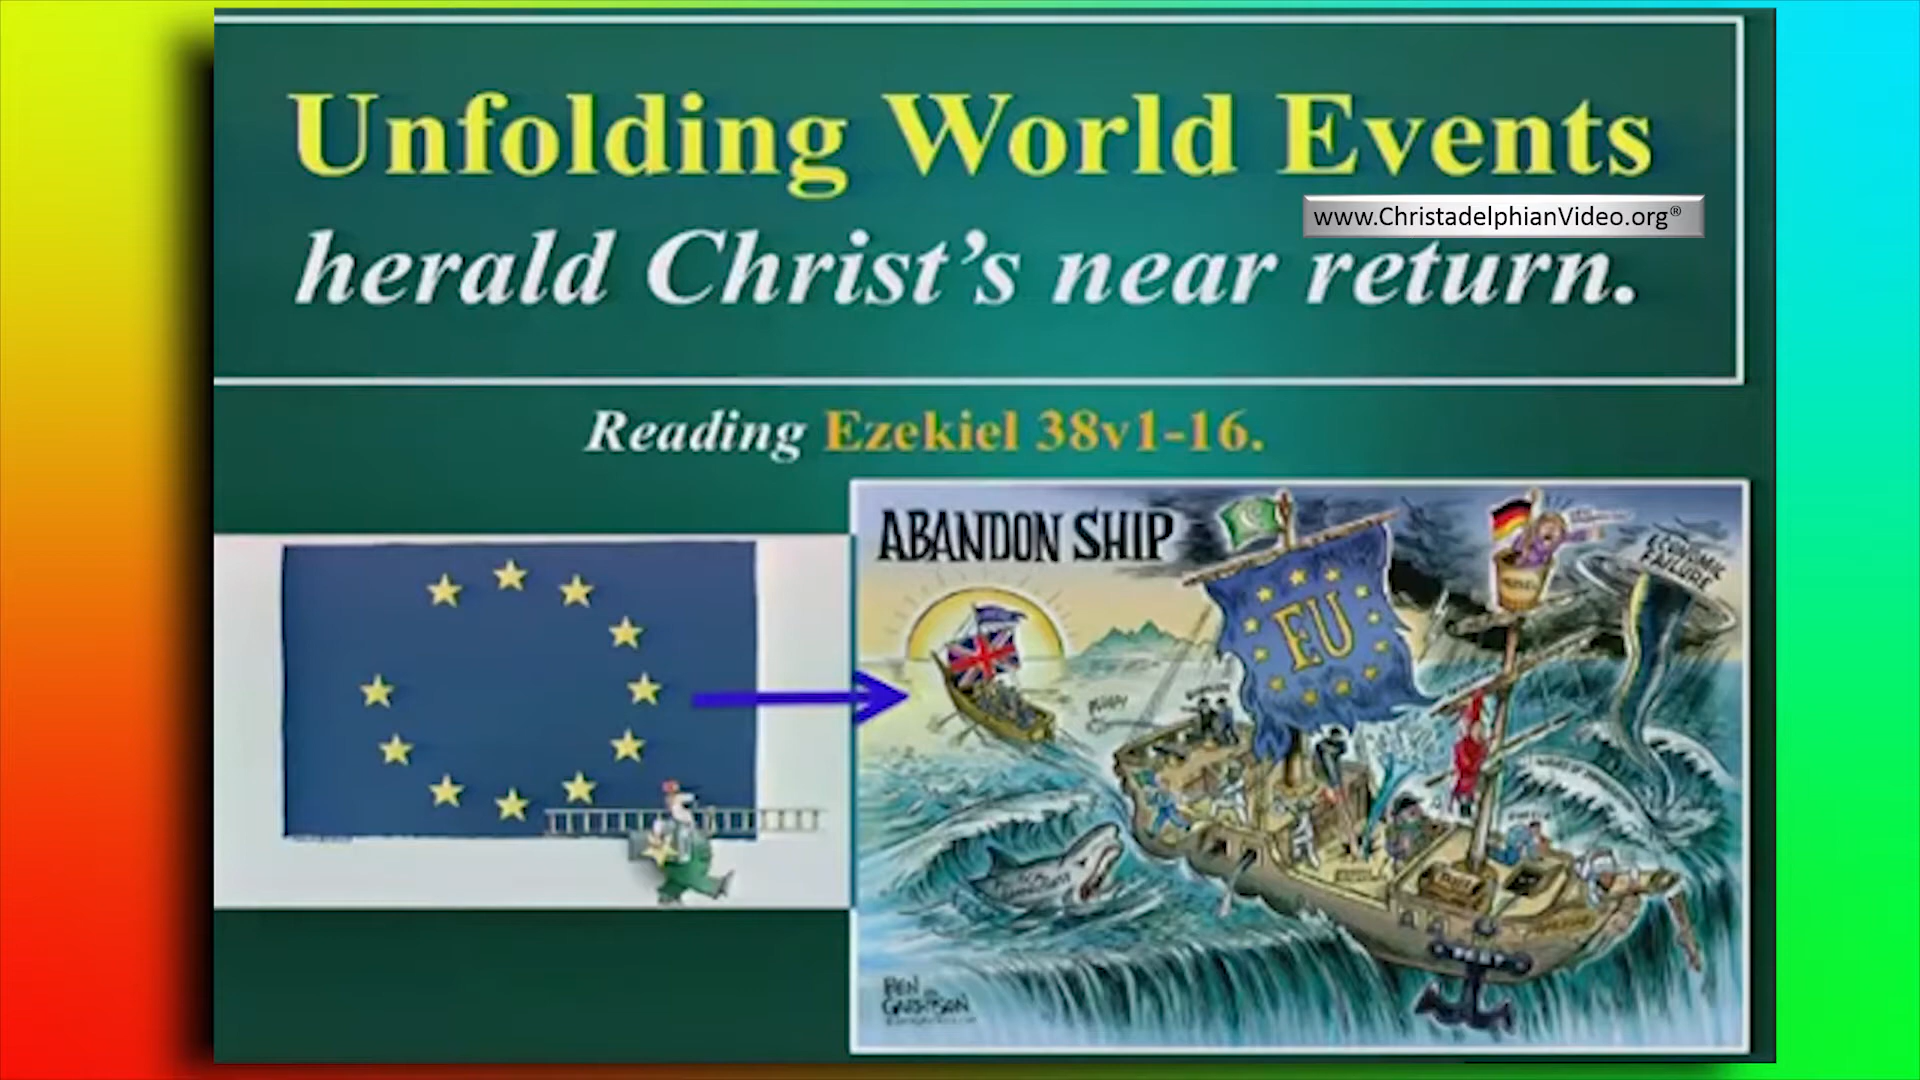 Unfolding World Events
www.ChristadelphianVideo.org®
herald Christ's near return.
Reading Ezekiel 38v1-16.
ABANDON SHIP
ECONOMIC
FAILURE
EU
DEBT
BEN
GARRISON